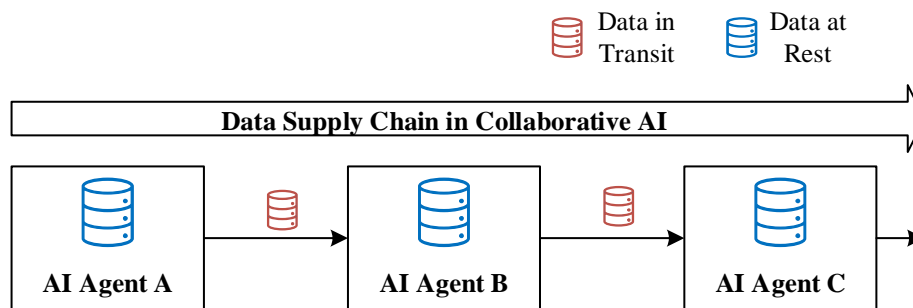 Data in
Transit
Data at
Rest
Data Supply Chain in Collaborative AI
AI Agent A
AI Agent B
AI Agent C